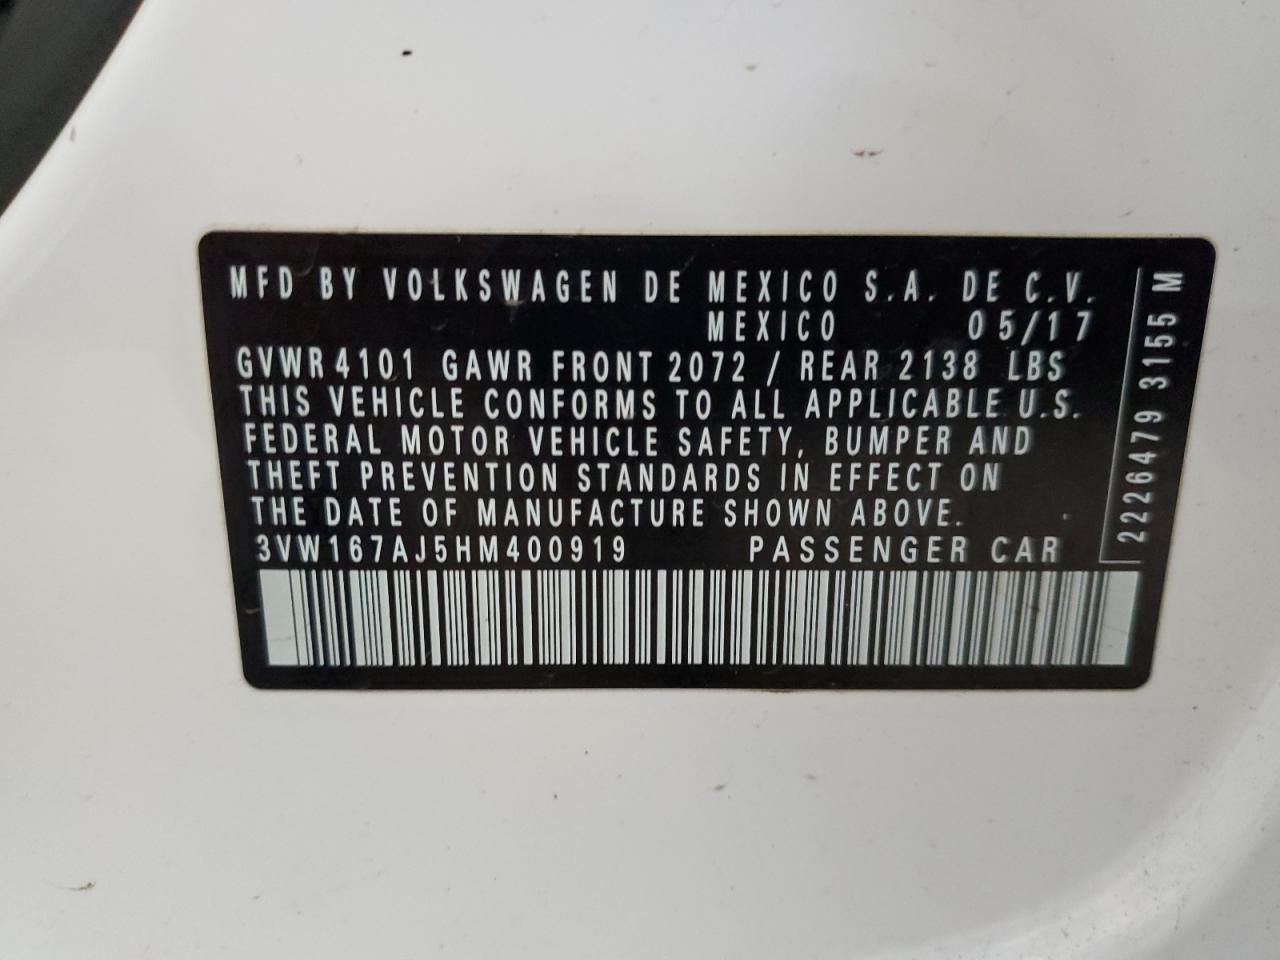 MFD BY VOLKSWAGEN DE MEXICO S.A. DE C.V.
MEXICO 05/17
GVWR 4101 GAWR FRONT 2072 / REAR 2138 LBS
THIS VEHICLE CONFORMS TO ALL APPLICABLE U.S.
FEDERAL MOTOR VEHICLE SAFETY, BUMPER AND
THEFT PREVENTION STANDARDS IN EFFECT ON
THE DATE OF MANUFACTURE SHOWN ABOVE.
3VW167AJ5HM400919 PASSENGER CAR
2226479 3155 M